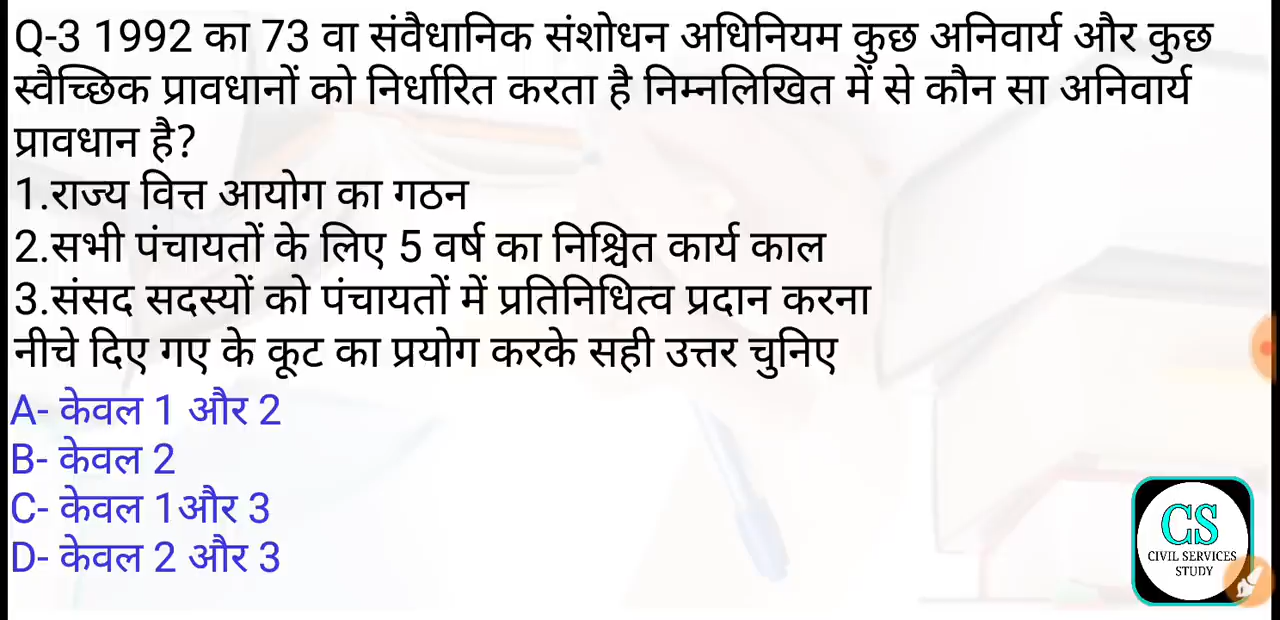 Q-3 1992 का 73 वा संवैधानिक संशोधन अधिनियम कुछ अनिवार्य और कुछ
स्वैच्छिक प्रावधानों को निर्धारित करता है निम्नलिखित में से कौन सा अनिवार्य
प्रावधान है?
1.राज्य वित्त आयोग का गठन
2.सभी पंचायतों के लिए 5 वर्ष का निश्चित कार्य काल
3.संसद सदस्यों को पंचायतों में प्रतिनिधित्व प्रदान करना
नीचे दिए गए के कूट का प्रयोग करके सही उत्तर चुनिए
A- केवल 1 और 2
B- केवल 2
C- केवल 1और 3
D- केवल 2 और 3
CS
CIVIL SERVICES
STUDY